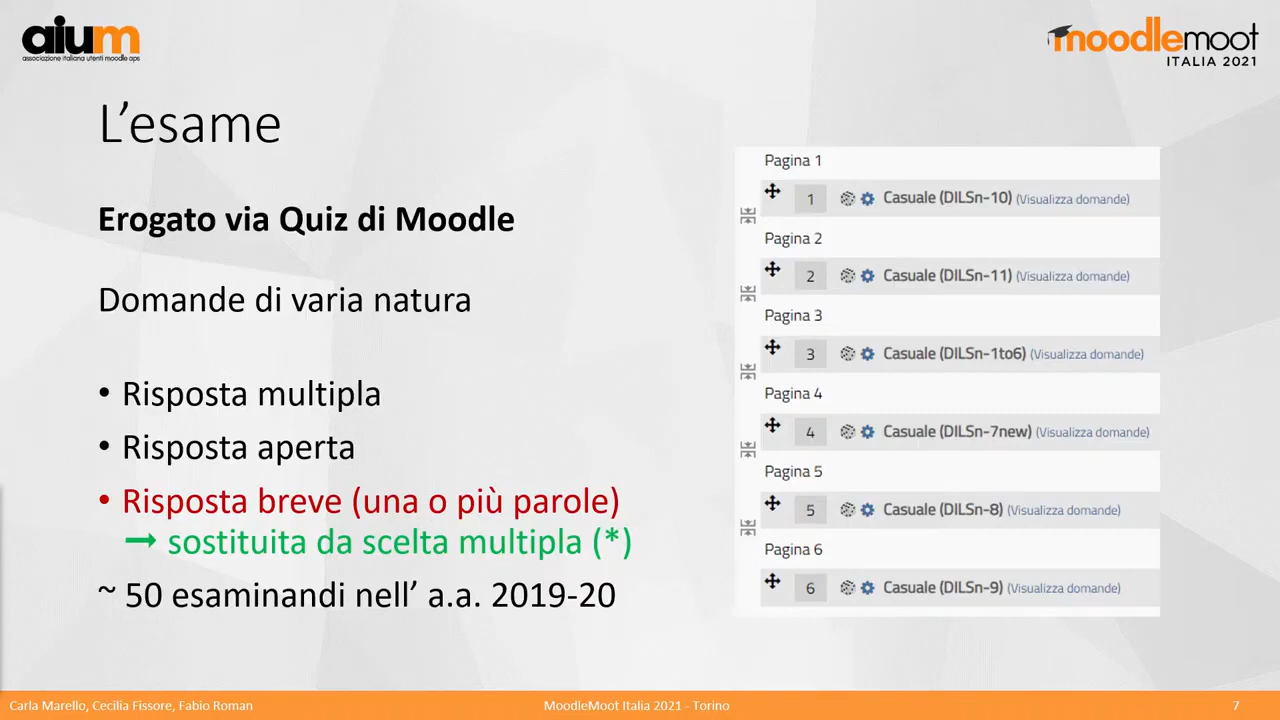 aium
associazione italiana utenti moodle aps
moodlemoot
ITALIA 2021
L’esame
Erogato via Quiz di Moodle
Domande di varia natura
• Risposta multipla
• Risposta aperta
• Risposta breve (una o più parole)
→ sostituita da scelta multipla (*)
~ 50 esaminandi nell’ a.a. 2019-20
Pagina 1
1 Casuale (DILSn-10) (Visualizza domande)
Pagina 2
2 Casuale (DILSn-11) (Visualizza domande)
Pagina 3
3 Casuale (DILSn-1to6) (Visualizza domande)
Pagina 4
4 Casuale (DILSn-7new) (Visualizza domande)
Pagina 5
5 Casuale (DILSn-8) (Visualizza domande)
Pagina 6
6 Casuale (DILSn-9) (Visualizza domande)
Carla Marello, Cecilia Fissore, Fabio Roman
MoodleMoot Italia 2021 - Torino
7